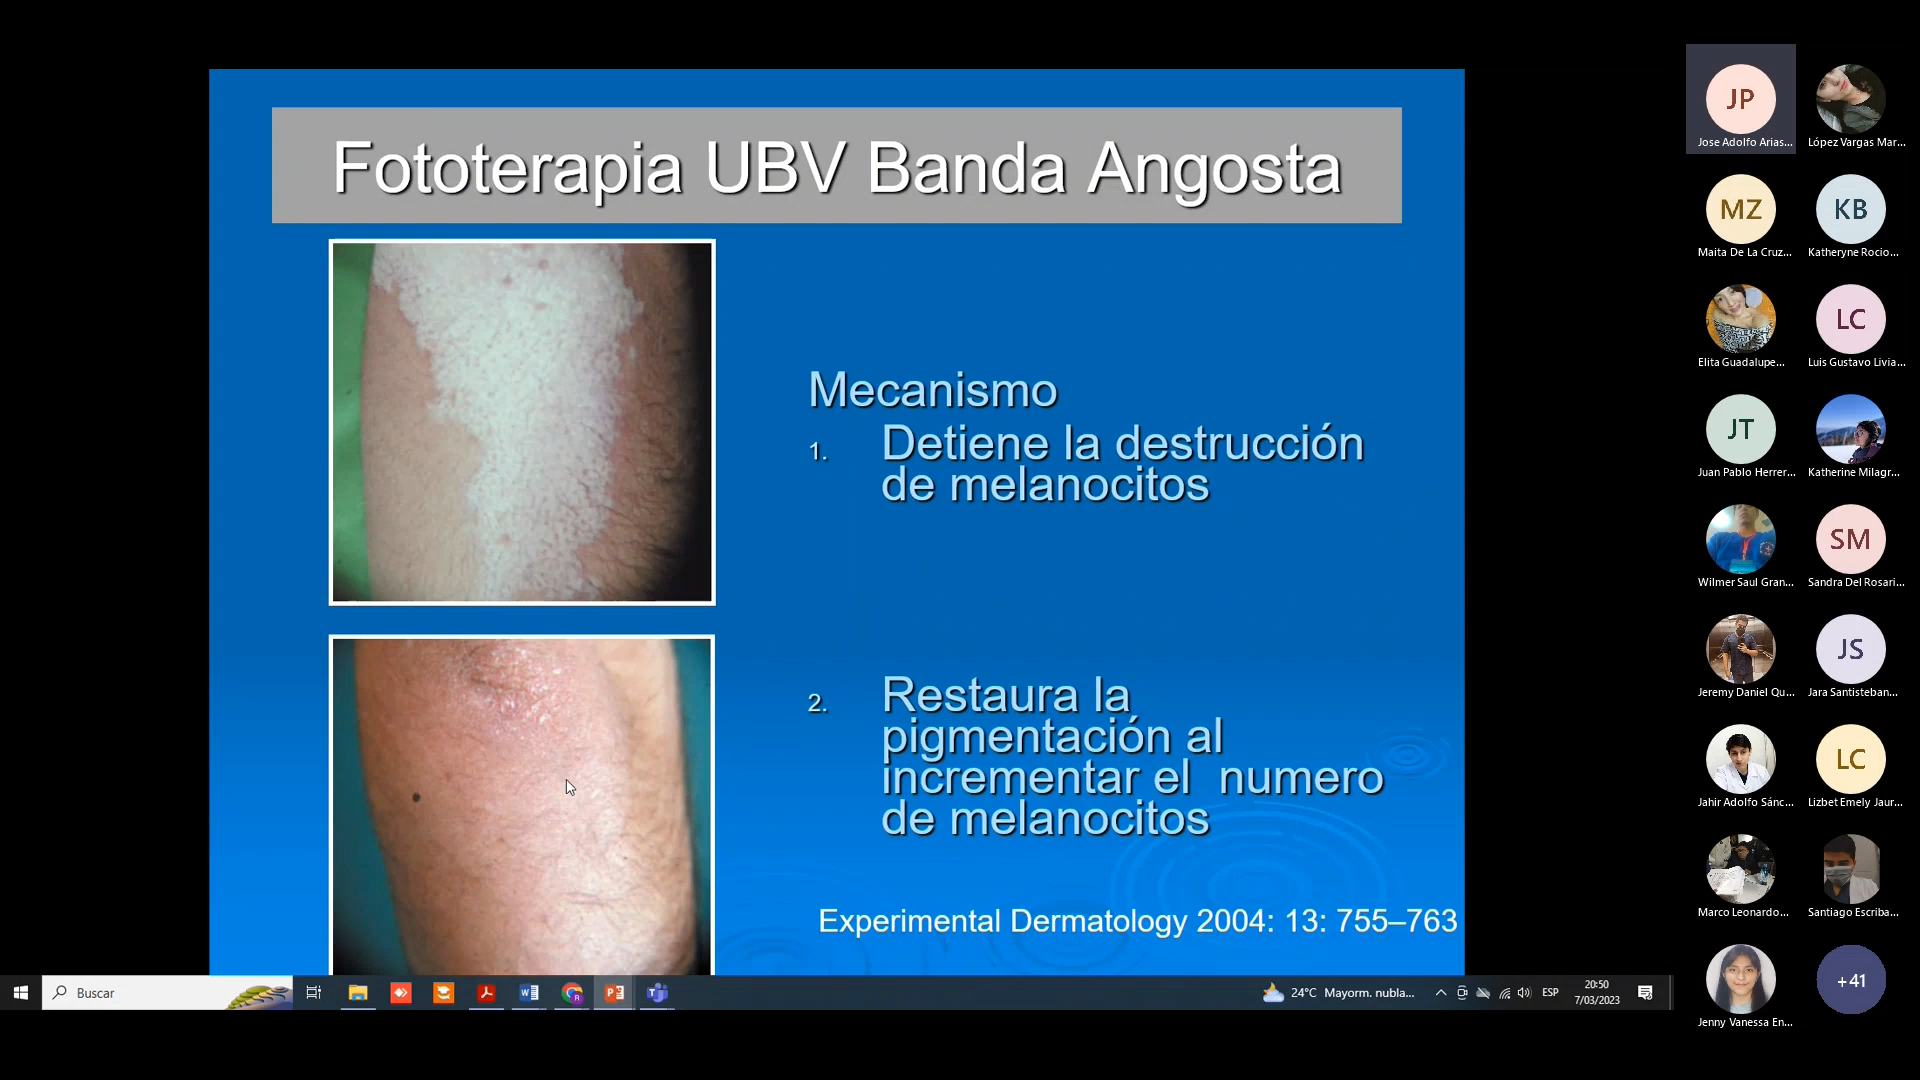 Fototerapia UBV Banda Angosta
Mecanismo
1. Detiene la destrucción
de melanocitos
2. Restaura la
pigmentación al
incrementar el numero
de melanocitos
Experimental Dermatology 2004: 13: 755–763
JP
Jose Adolfo Arias...
López Vargas Mar...
MZ
Maita De La Cruz...
KB
Katheryne Rocio...
Elita Guadalupe...
LC
Luis Gustavo Livia...
JT
Juan Pablo Herrer...
Katherine Milagr...
Wilmer Saul Gran...
SM
Sandra Del Rosari...
Jeremy Daniel Qu...
JS
Jara Santisteban...
Jahir Adolfo Sánc...
LC
Lizbet Emely Jaur...
Marco Leonardo...
Santiago Escriba...
Jenny Vanessa En...
+41
Buscar
24°C Mayorm. nubla...
ESP
20:50
7/03/2023